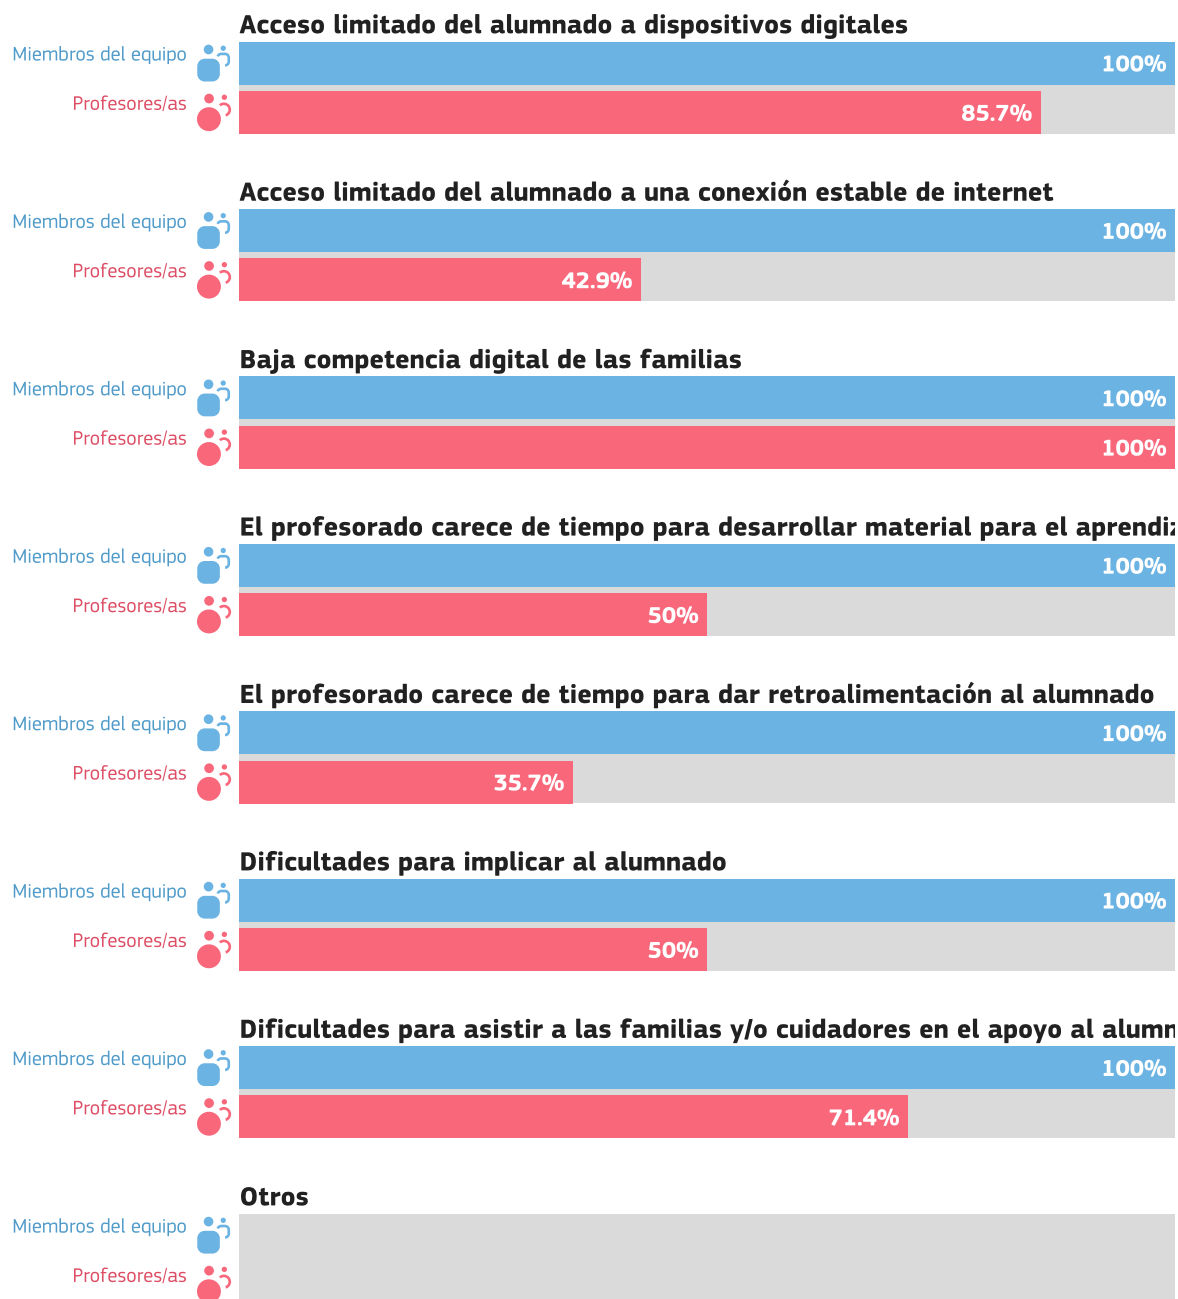 Acceso limitado del alumnado a dispositivos digitales
Miembros del equipo 100%
Profesores/as 85.7%
Acceso limitado del alumnado a una conexión estable de internet
Miembros del equipo 100%
Profesores/as 42.9%
Baja competencia digital de las familias
Miembros del equipo 100%
Profesores/as 100%
El profesorado carece de tiempo para desarrollar material para el
Miembros del equipo 100%
Profesores/as 50%
El profesorado carece de tiempo para dar retroalimentación al alumnado
Miembros del equipo 100%
Profesores/as 35.7%
Dificultades para implicar al alumnado
Miembros del equipo 100%
Profesores/as 50%
Dificultades para asistir a las familias y/o cuidadores en el apoyo al
Miembros del equipo 100%
Profesores/as 71.4%
Otros
Miembros del equipo
Profesores/as